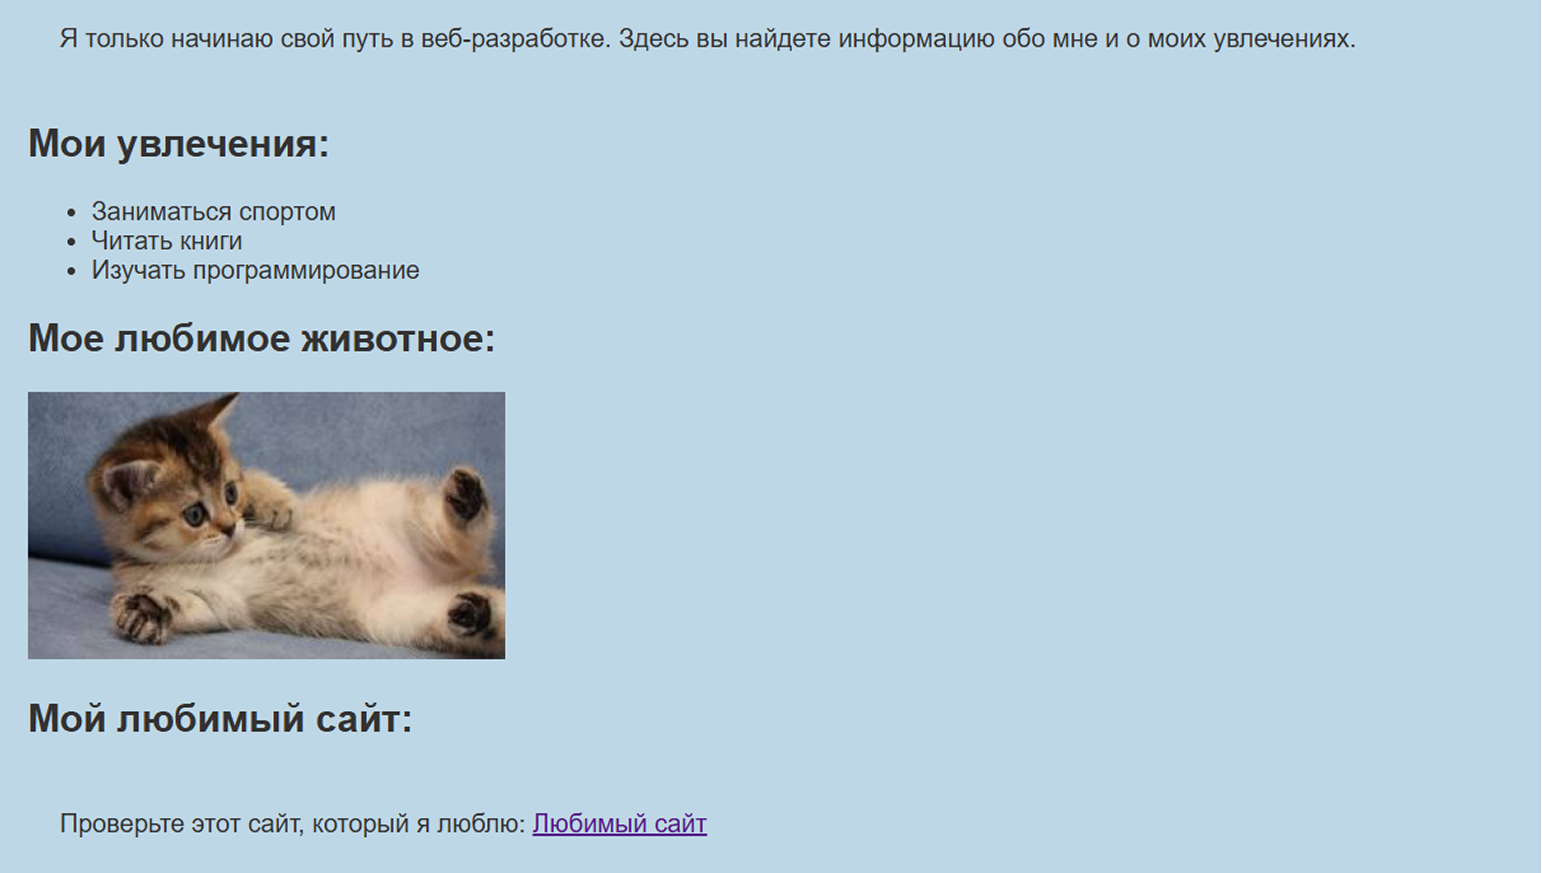 Я только начинаю свой путь в веб-разработке. Здесь вы найдете информацию обо мне и о моих увлечениях.
Мои увлечения:
Заниматься спортом
Читать книги
Изучать программирование
Мое любимое животное:
Мой любимый сайт:
Проверьте этот сайт, который я люблю: Любимый сайт